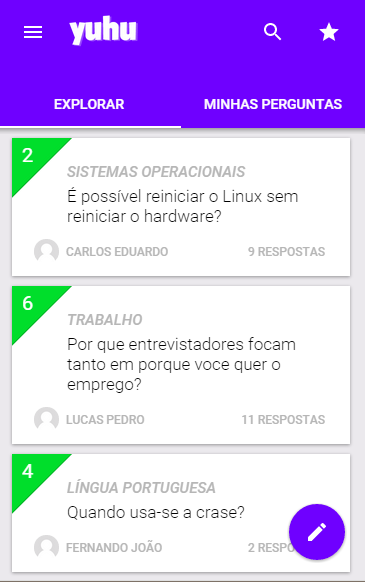 yuhu
EXPLORAR MINHAS PERGUNTAS
2
SISTEMAS OPERACIONAIS
É possível reiniciar o Linux sem
reiniciar o hardware?
CARLOS EDUARDO 9 RESPOSTAS
6
TRABALHO
Por que entrevistadores focam
tanto em porque voce quer o
emprego?
LUCAS PEDRO 11 RESPOSTAS
4
LÍNGUA PORTUGUESA
Quando usa-se a crase?
FERNANDO JOÃO 2